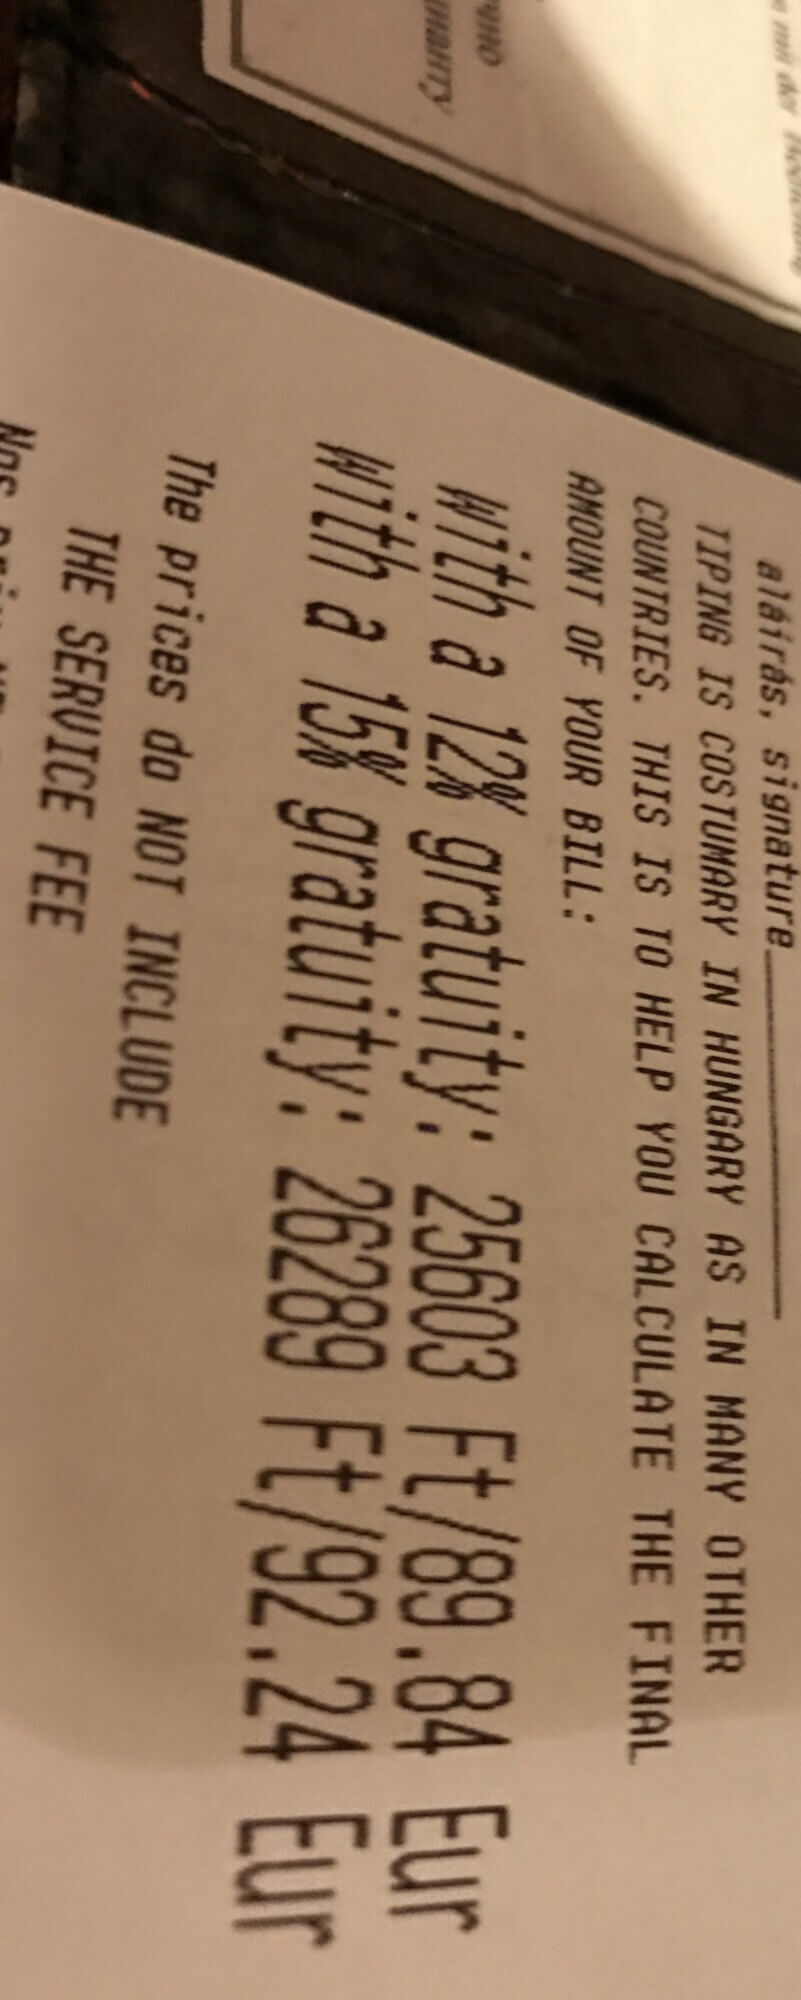 aláírás, signature
TIPING IS COSTUMARY IN HUNGARY AS IN MANY OTHER
COUNTRIES. THIS IS TO HELP YOU CALCULATE THE FINAL
AMOUNT OF YOUR BILL:
With a 12% gratuity: 25603 Ft/89.84 Eur
With a 15% gratuity: 26289 Ft/92.24 Eur
The prices do NOT INCLUDE
THE SERVICE FEE